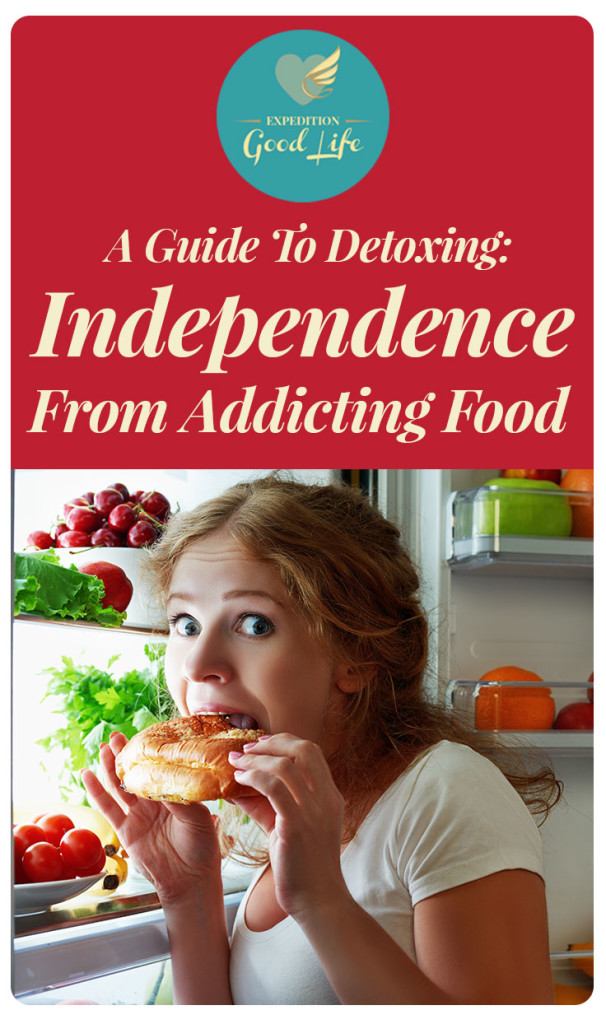 EXPEDITION
Good Life
A Guide To Detoxing:
Independence
From Addicting Food